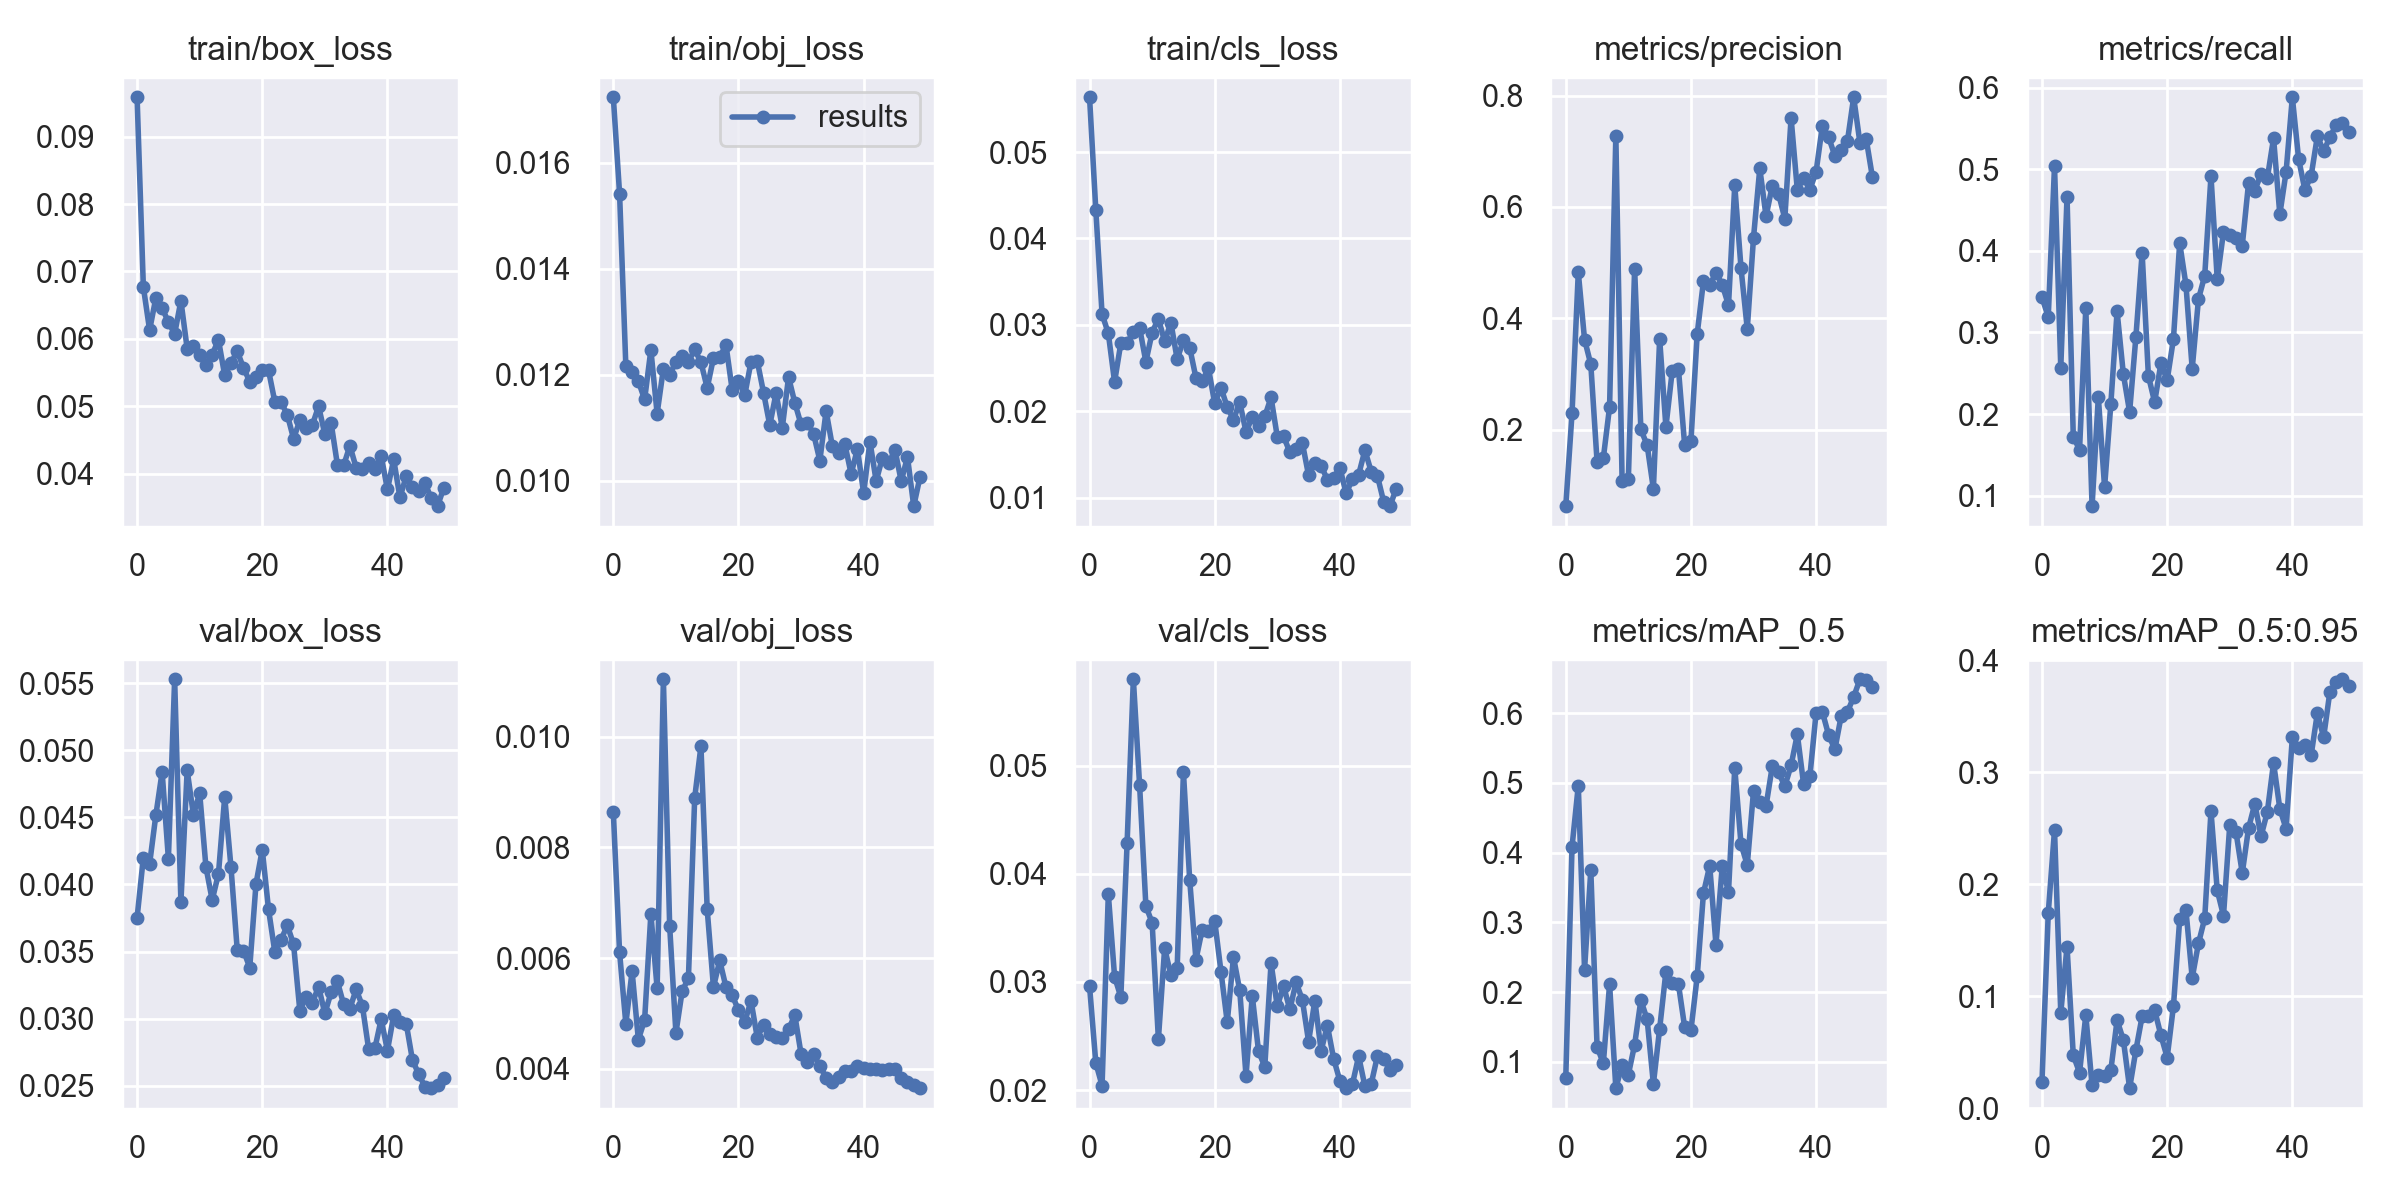 train/box_loss
0.09
0.08
0.07
0.06
0.05
0.04
0 20 40
train/obj_loss
results
0.016
0.014
0.012
0.010
0 20 40
train/cls_loss
0.05
0.04
0.03
0.02
0.01
0 20 40
metrics/precision
0.8
0.6
0.4
0.2
0 20 40
metrics/recall
0.6
0.5
0.4
0.3
0.2
0.1
0 20 40
val/box_loss
0.055
0.050
0.045
0.040
0.035
0.030
0.025
0 20 40
val/obj_loss
0.010
0.008
0.006
0.004
0 20 40
val/cls_loss
0.05
0.04
0.03
0.02
0 20 40
metrics/mAP_0.5
0.6
0.5
0.4
0.3
0.2
0.1
0 20 40
metrics/mAP_0.5:0.95
0.4
0.3
0.2
0.1
0.0
0 20 40